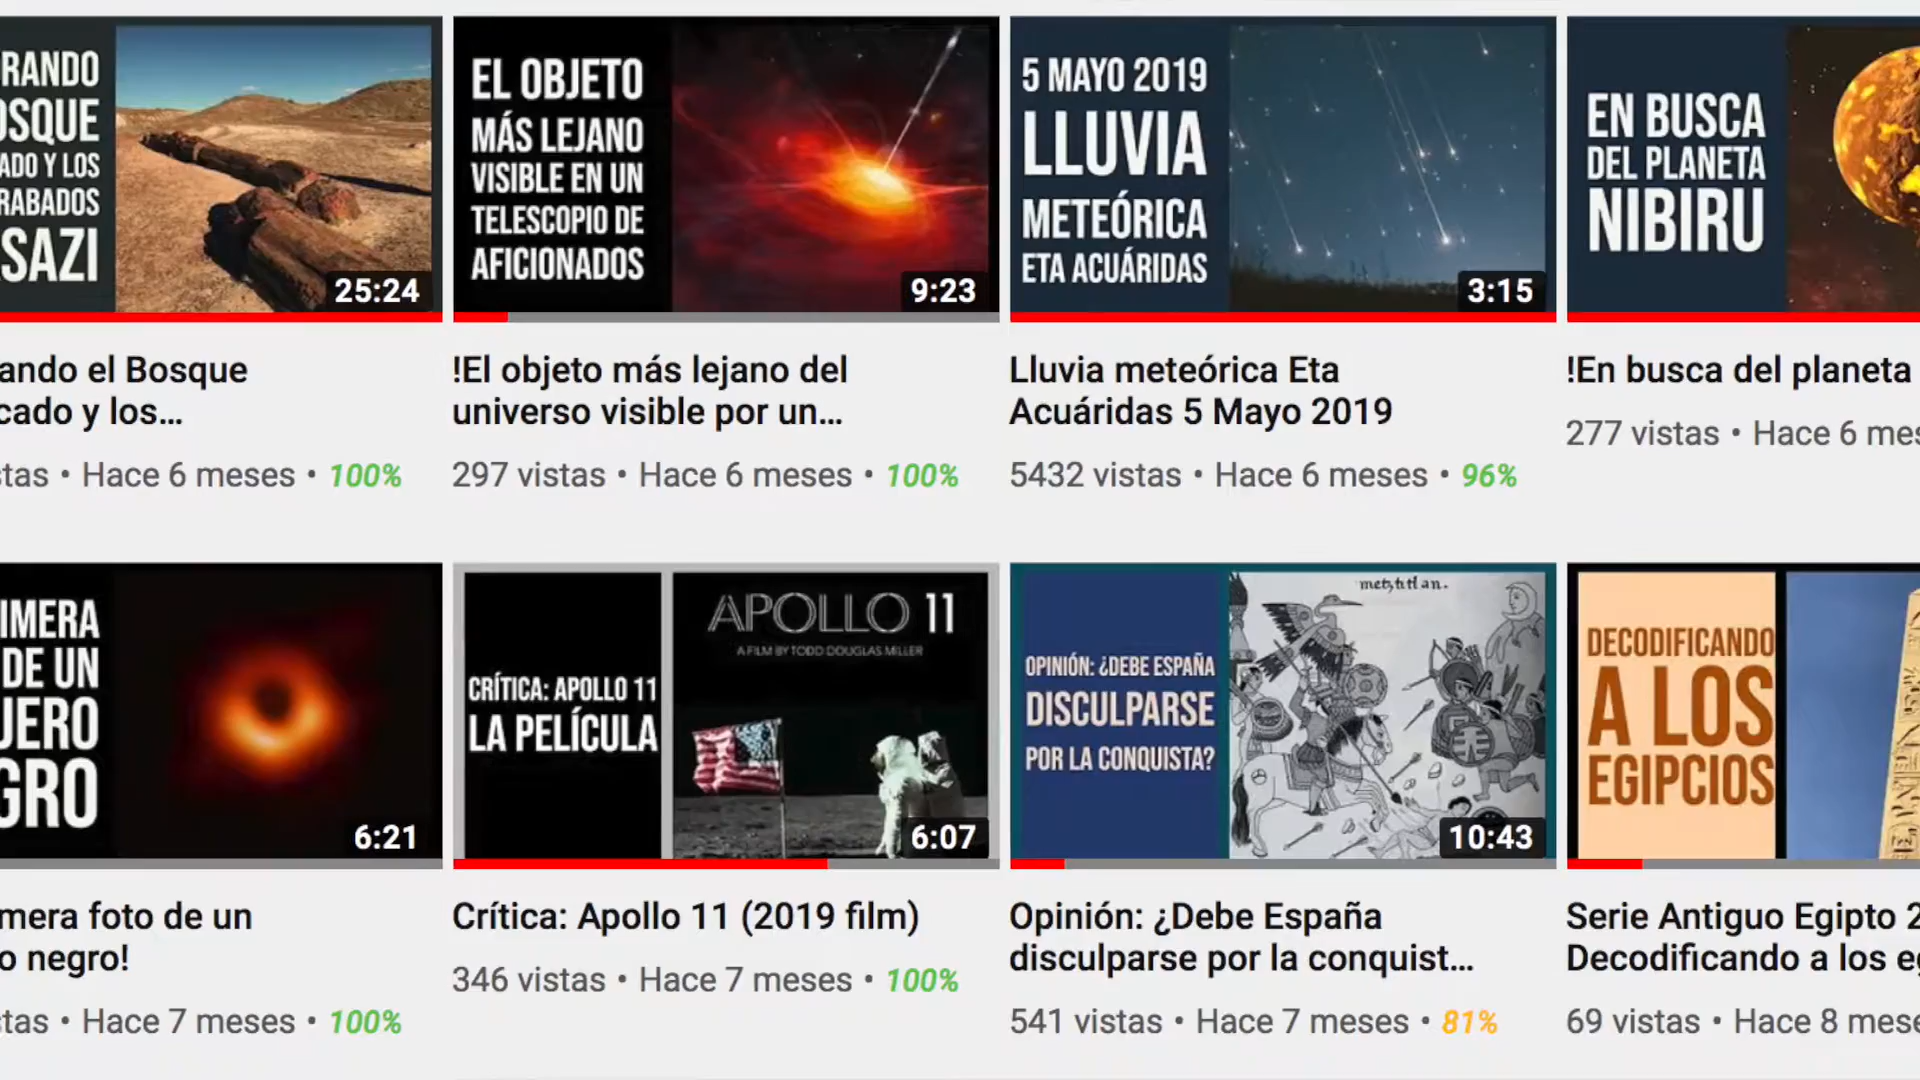 RANDO
OSQUE
ADO Y LOS
RABADOS
SAZI
25:24
EL OBJETO
MÁS LEJANO
VISIBLE EN UN
TELESCOPIO DE
AFICIONADOS
9:23
5 MAYO 2019
LLUVIA
METEÓRICA
ETA ACUÁRIDAS
3:15
EN BUSCA
DEL PLANETA
NIBIRU
ando el Bosque
cado y los...
tas • Hace 6 meses • 100%
!El objeto más lejano del
universo visible por un...
297 vistas • Hace 6 meses • 100%
Lluvia meteórica Eta
Acuáridas 5 Mayo 2019
5432 vistas • Hace 6 meses • 96%
!En busca del planeta
277 vistas • Hace 6 mes
IMERA
DE UN
JERO
GRO
6:21
CRÍTICA: APOLLO 11
LA PELÍCULA
APOLLO 11
A FILM BY TODD DOUGLAS MILLER
6:07
OPINIÓN: ¿DEBE ESPAÑA
DISCULPARSE
POR LA CONQUISTA?
metztitlan.
10:43
DECODIFICANDO
A LOS
EGIPCIOS
mera foto de un
o negro!
tas • Hace 7 meses • 100%
Crítica: Apollo 11 (2019 film)
346 vistas • Hace 7 meses • 100%
Opinión: ¿Debe España
disculparse por la conquist...
541 vistas • Hace 7 meses • 81%
Serie Antiguo Egipto 2
Decodificando a los eg
69 vistas • Hace 8 mese